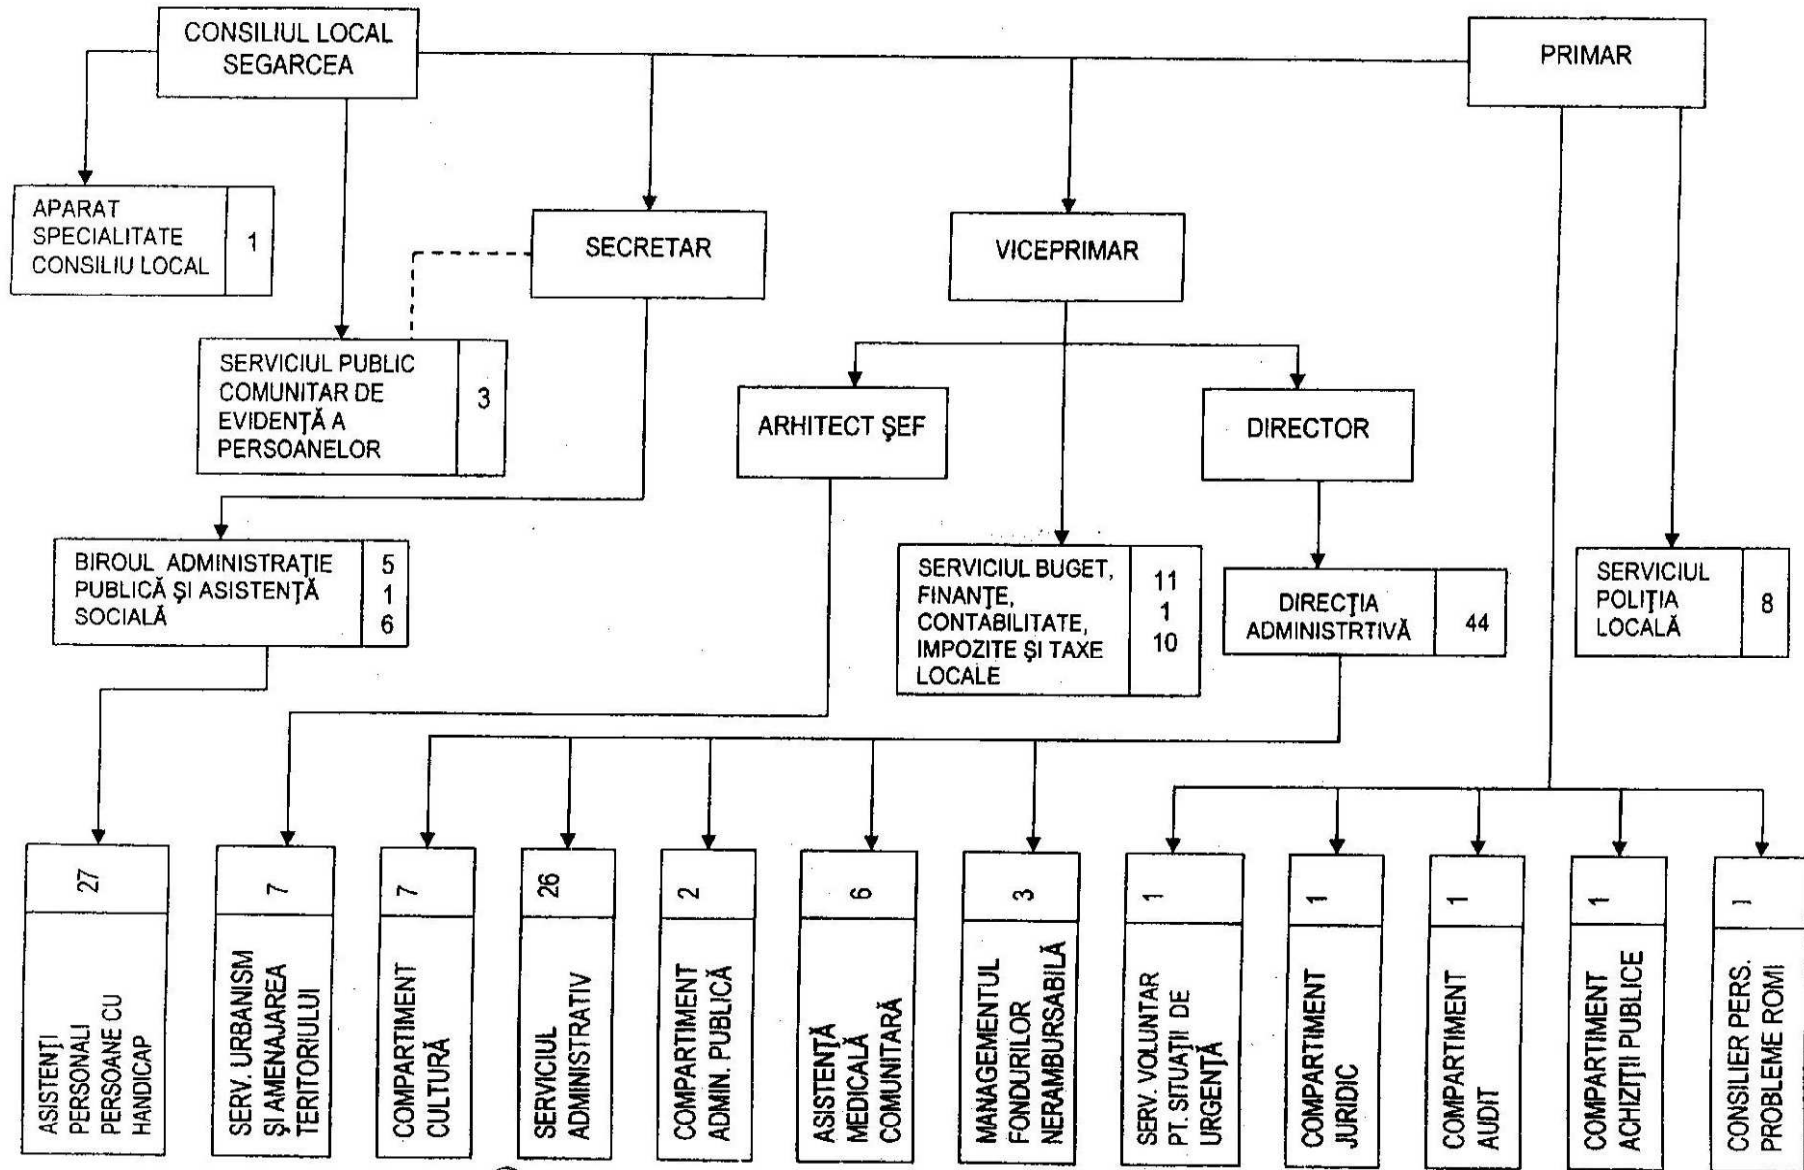 CONSILIUL LOCAL
SEGARCEA
PRIMAR
APARAT
SPECIALITATE
CONSILIU LOCAL
1
SECRETAR
VICEPRIMAR
SERVICIUL PUBLIC
COMUNITAR DE
EVIDENŢĂ A
PERSOANELOR
3
ARHITECT ŞEF
DIRECTOR
BIROUL ADMINISTRAŢIE
PUBLICĂ ŞI ASISTENŢĂ
SOCIALĂ
5
1
6
SERVICIUL BUGET,
FINANŢE,
CONTABILITATE,
IMPOZITE ŞI TAXE
LOCALE
11
1
10
DIRECŢIA
ADMINISTRTIVĂ
44
SERVICIUL
POLIŢIA
LOCALĂ
8
27
ASISTENŢI
PERSONALI
PERSOANE CU
HANDICAP
7
SERV. URBANISM
ŞI AMENAJAREA
TERITORIULUI
7
COMPARTIMENT
CULTURĂ
26
SERVICIUL
ADMINISTRATIV
2
COMPARTIMENT
ADMIN. PUBLICĂ
6
ASISTENŢĂ
MEDICALĂ
COMUNITARĂ
3
MANAGEMENTUL
FONDURILOR
NERAMBURSABILĂ
1
SERV. VOLUNTAR
PT. SITUAŢII DE
URGENŢĂ
1
COMPARTIMENT
JURIDIC
1
COMPARTIMENT
AUDIT
1
COMPARTIMENT
ACHIZIŢII PUBLICE
1
CONSILIER PERS.
PROBLEME ROMI